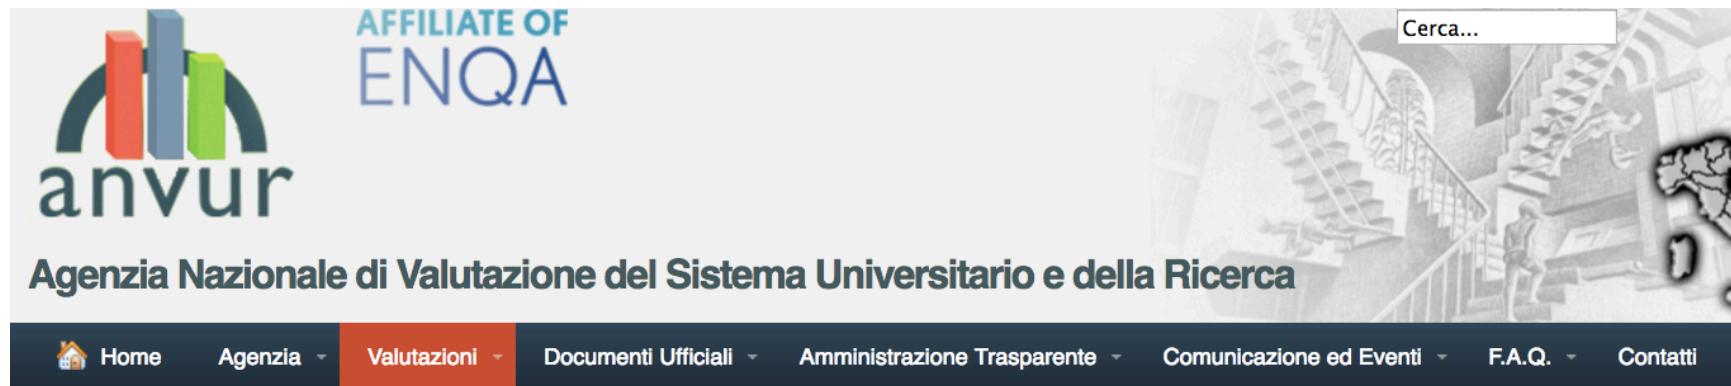 AFFILIATE OF
ENQA
Cerca...
anvur
Agenzia Nazionale di Valutazione del Sistema Universitario e della Ricerca
Home Agenzia Valutazioni Documenti Ufficiali Amministrazione Trasparente Comunicazione ed Eventi F.A.Q. Contatti